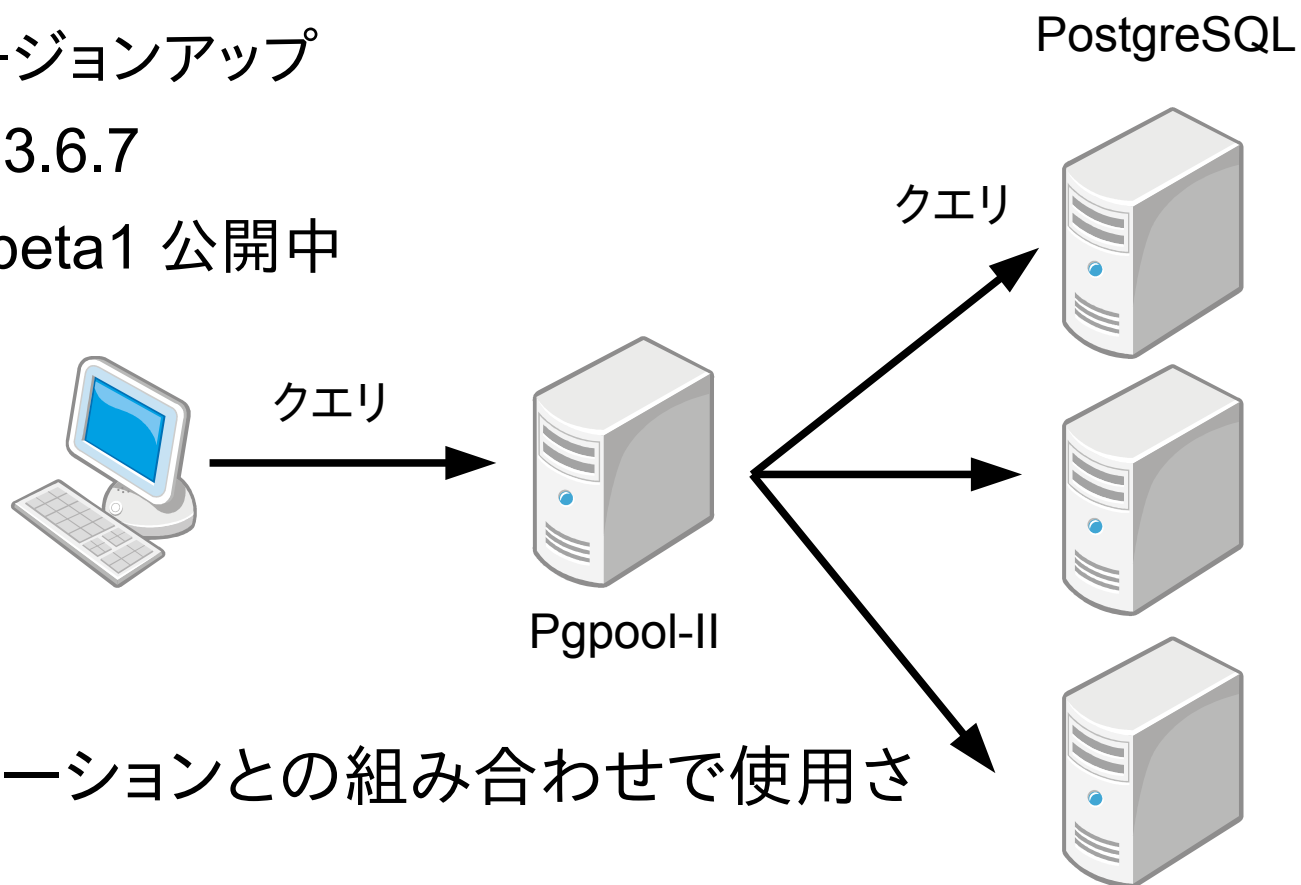 ージョンアップ
PostgreSQL
3.6.7
beta1 公開中
クエリ
クエリ
Pgpool-II
ーションとの組み合わせで使用さ